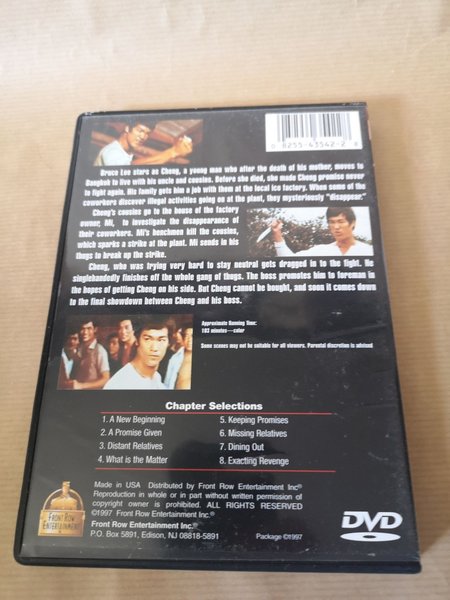 0 8255-43542-2 8
Bruce Lee stars as Cheng, a young man who after the death of his mother, moves to
Bangkok to live with his uncle and cousins. Before she died, she made Cheng promise never
to fight again. His family gets him a job with them at the local ice factory. When some of the
coworkers discover illegal activities going on at the plant, they mysteriously "disappear."
Cheng's cousins go to the house of the factory
owner, Mi, to investigate the disappearance of
their coworkers. Mi's henchmen kill the cousins,
which sparks a strike at the plant. Mi sends in his
thugs to break up the strike.
Cheng, who was trying very hard to stay neutral gets dragged in to the fight. He
singlehandedly finishes off the whole gang of thugs. The boss promotes him to foreman in
the hopes of getting Cheng on his side. But Cheng cannot be bought, and soon it comes down
to the final showdown between Cheng and his boss.
Approximate Running Time:
103 minutes—color
Some scenes may not be suitable for all viewers. Parental discretion is advised
Chapter Selections
1. A New Beginning
2. A Promise Given
3. Distant Relatives
4. What is the Matter
5. Keeping Promises
6. Missing Relatives
7. Dining Out
8. Exacting Revenge
Made in USA Distributed by Front Row Entertainment Inc®
Reproduction in whole or in part without written permission of
copyright owner is prohibited. ALL RIGHTS RESERVED
©1997 Front Row Entertainment Inc.®
Front Row Entertainment Inc.®
P.O. Box 5891, Edison, NJ 08818-5891
Package ©1997
FRONT ROW
ENTERTAINMENT
DVD